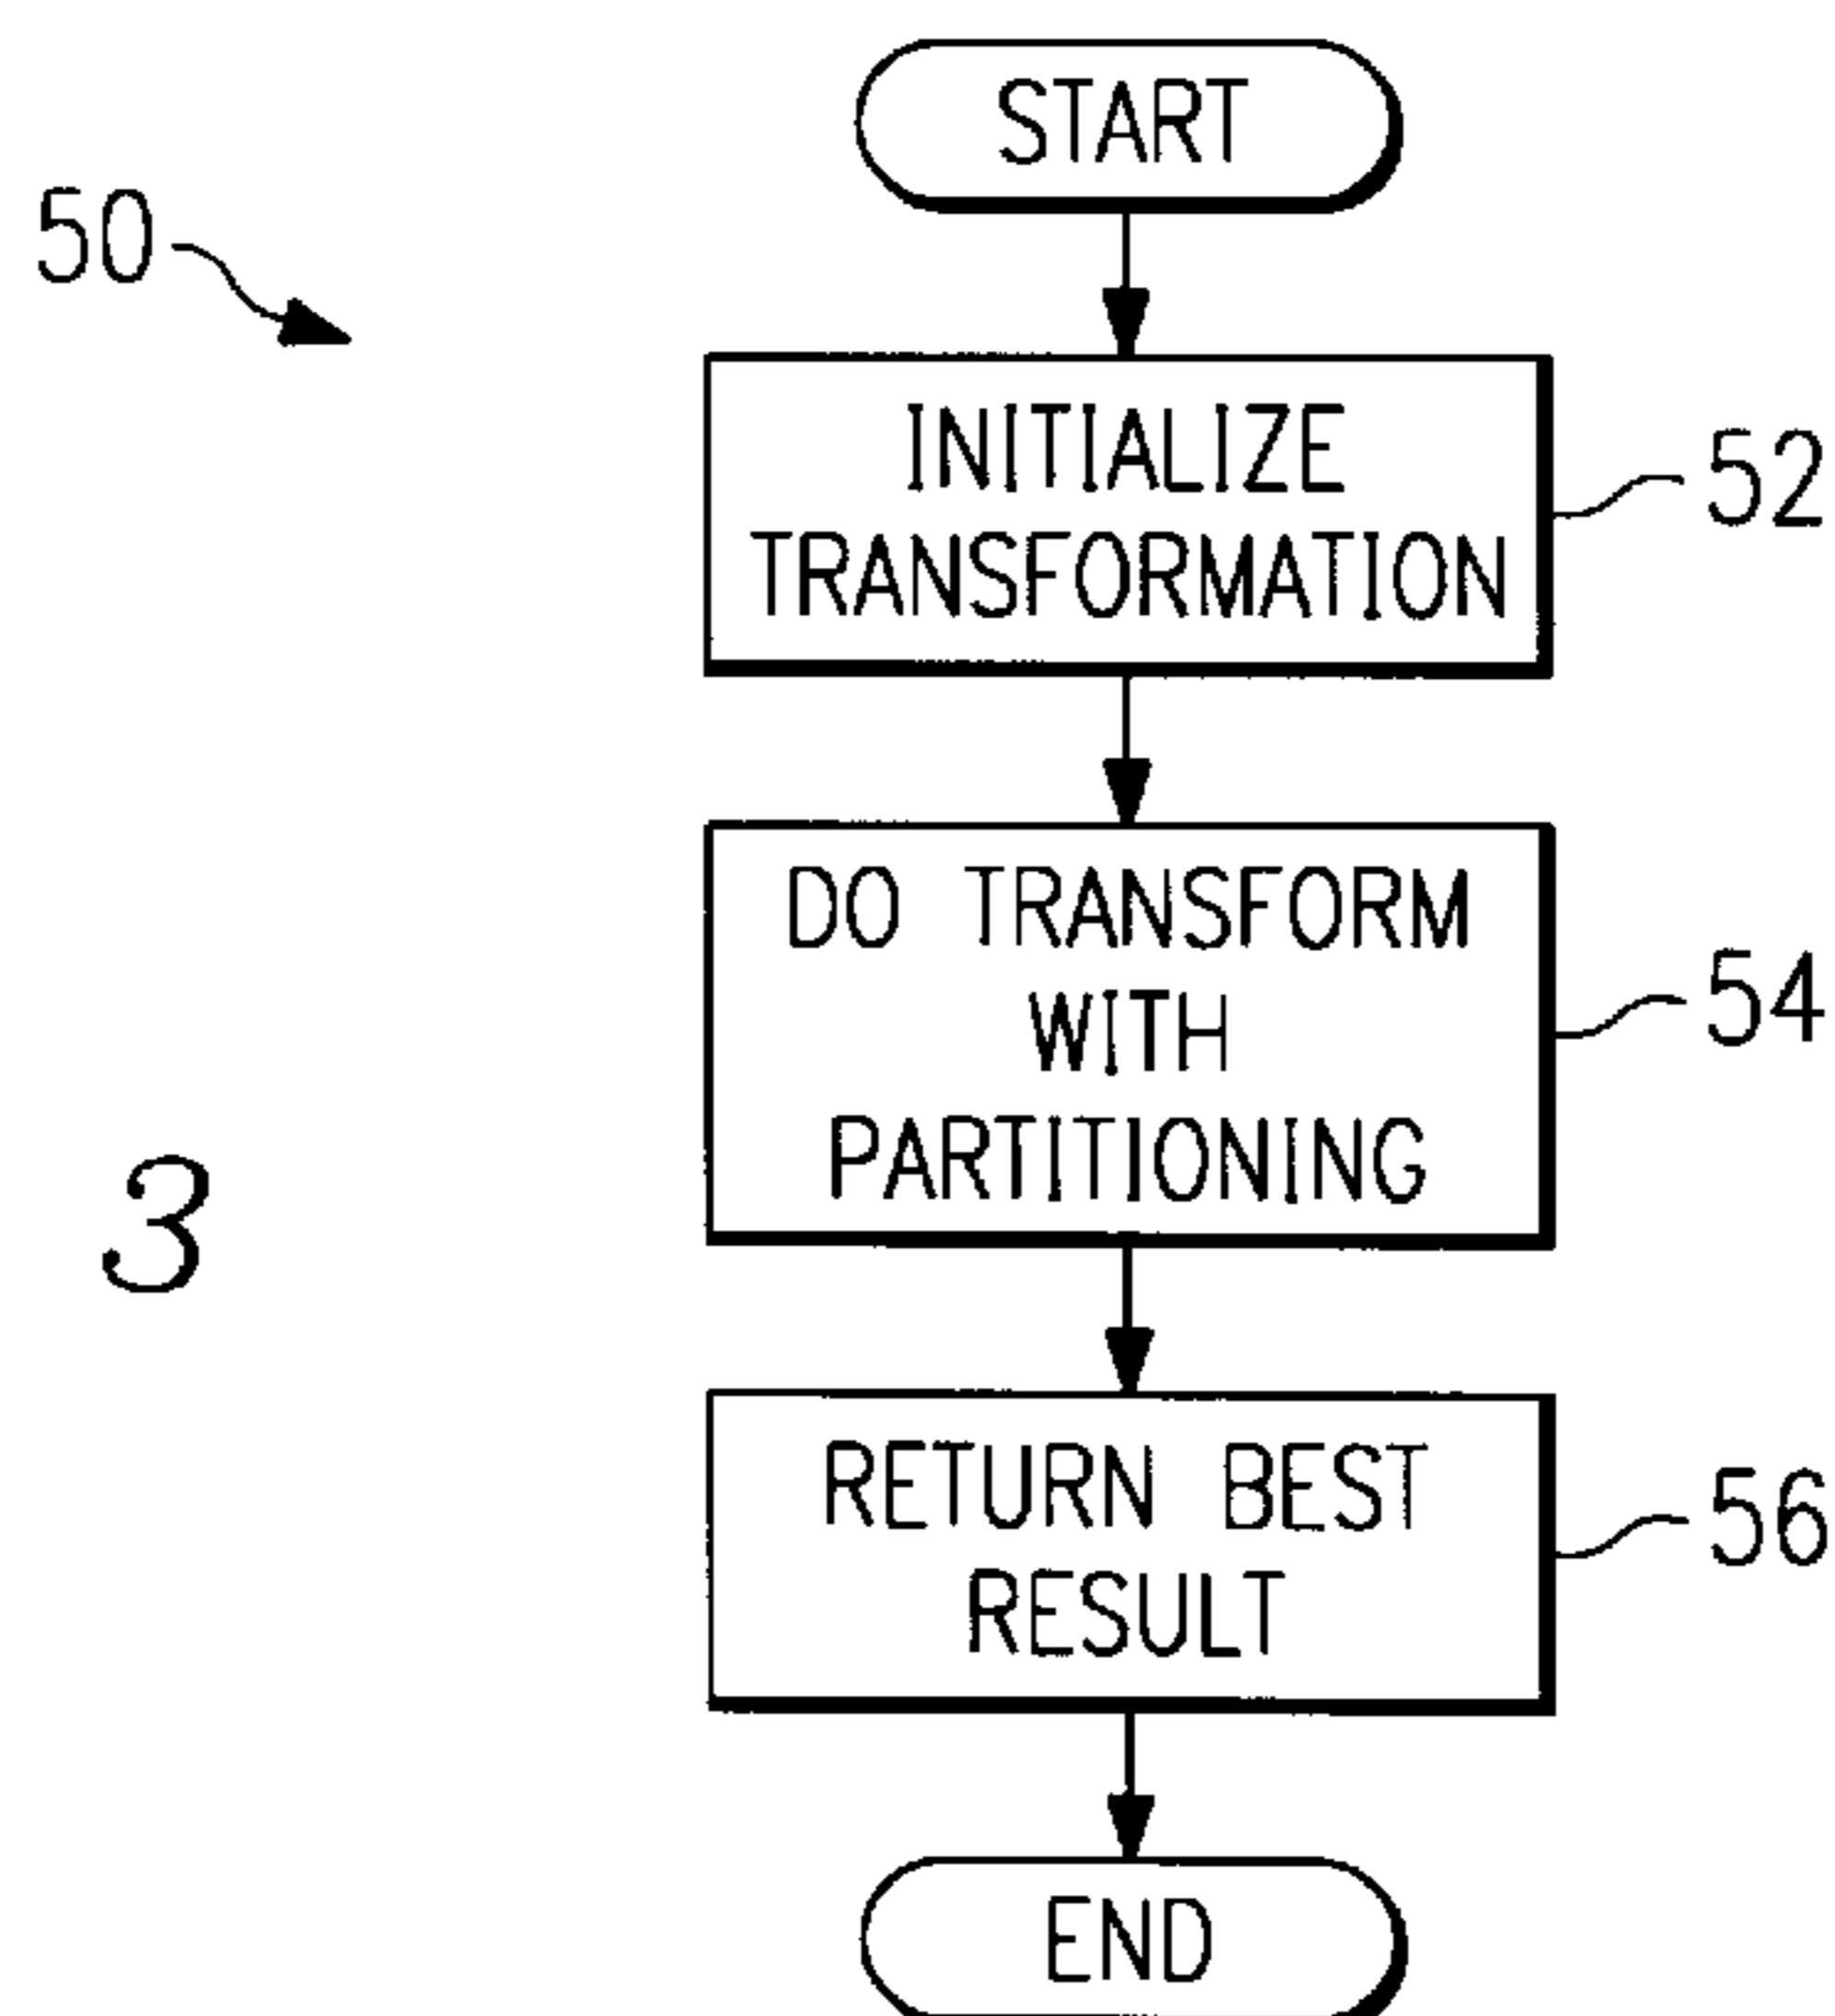 START
50
INITIALIZE
TRANSFORMATION
52
DO TRANSFORM
WITH
PARTITIONING
54
3
RETURN BEST
RESULT
56
END